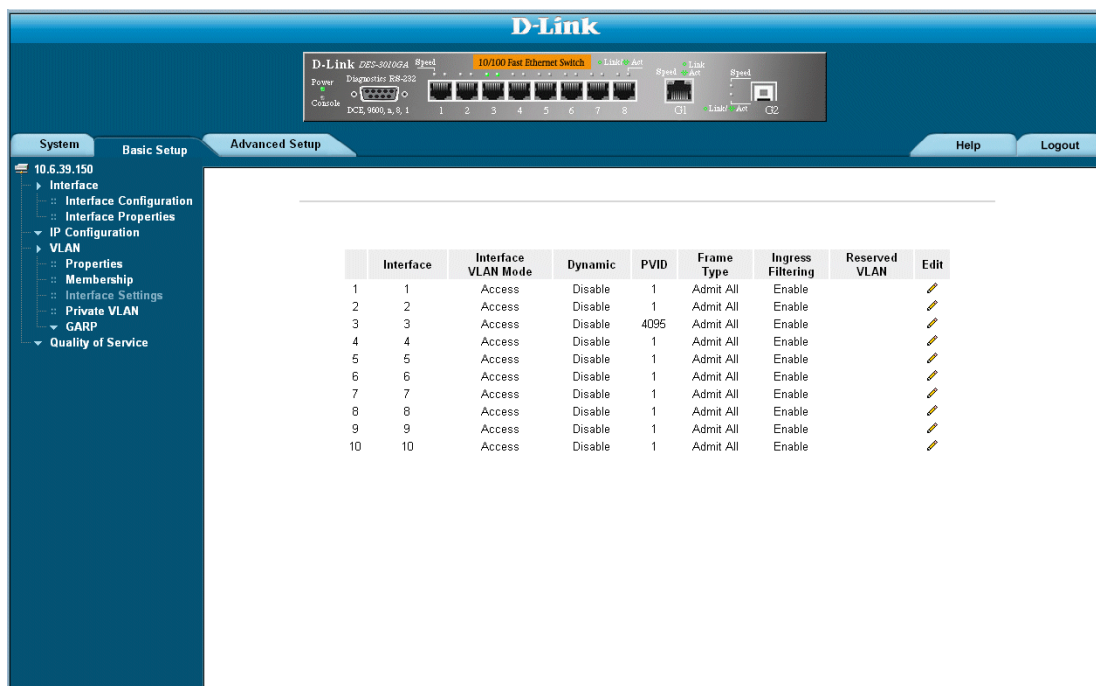 D-Link
D-Link DES-3010GA Speed 10/100 Fast Ethernet Switch Link/ Act
Power Diagnostics RS-232
Console
DCE, 9600, n, 8, 1
1 2 3 4 5 6 7 8
Speed Link Act
G1
Speed
Link/ Act G2
System Basic Setup Advanced Setup Help Logout
10.6.39.150
Interface
Interface Configuration
Interface Properties
IP Configuration
VLAN
Properties
Membership
Interface Settings
Private VLAN
GARP
Quality of Service
Interface Interface VLAN Mode Dynamic PVID Frame Type Ingress Filtering Reserved VLAN Edit
1 1 Access Disable 1 Admit All Enable
2 2 Access Disable 1 Admit All Enable
3 3 Access Disable 4095 Admit All Enable
4 4 Access Disable 1 Admit All Enable
5 5 Access Disable 1 Admit All Enable
6 6 Access Disable 1 Admit All Enable
7 7 Access Disable 1 Admit All Enable
8 8 Access Disable 1 Admit All Enable
9 9 Access Disable 1 Admit All Enable
10 10 Access Disable 1 Admit All Enable